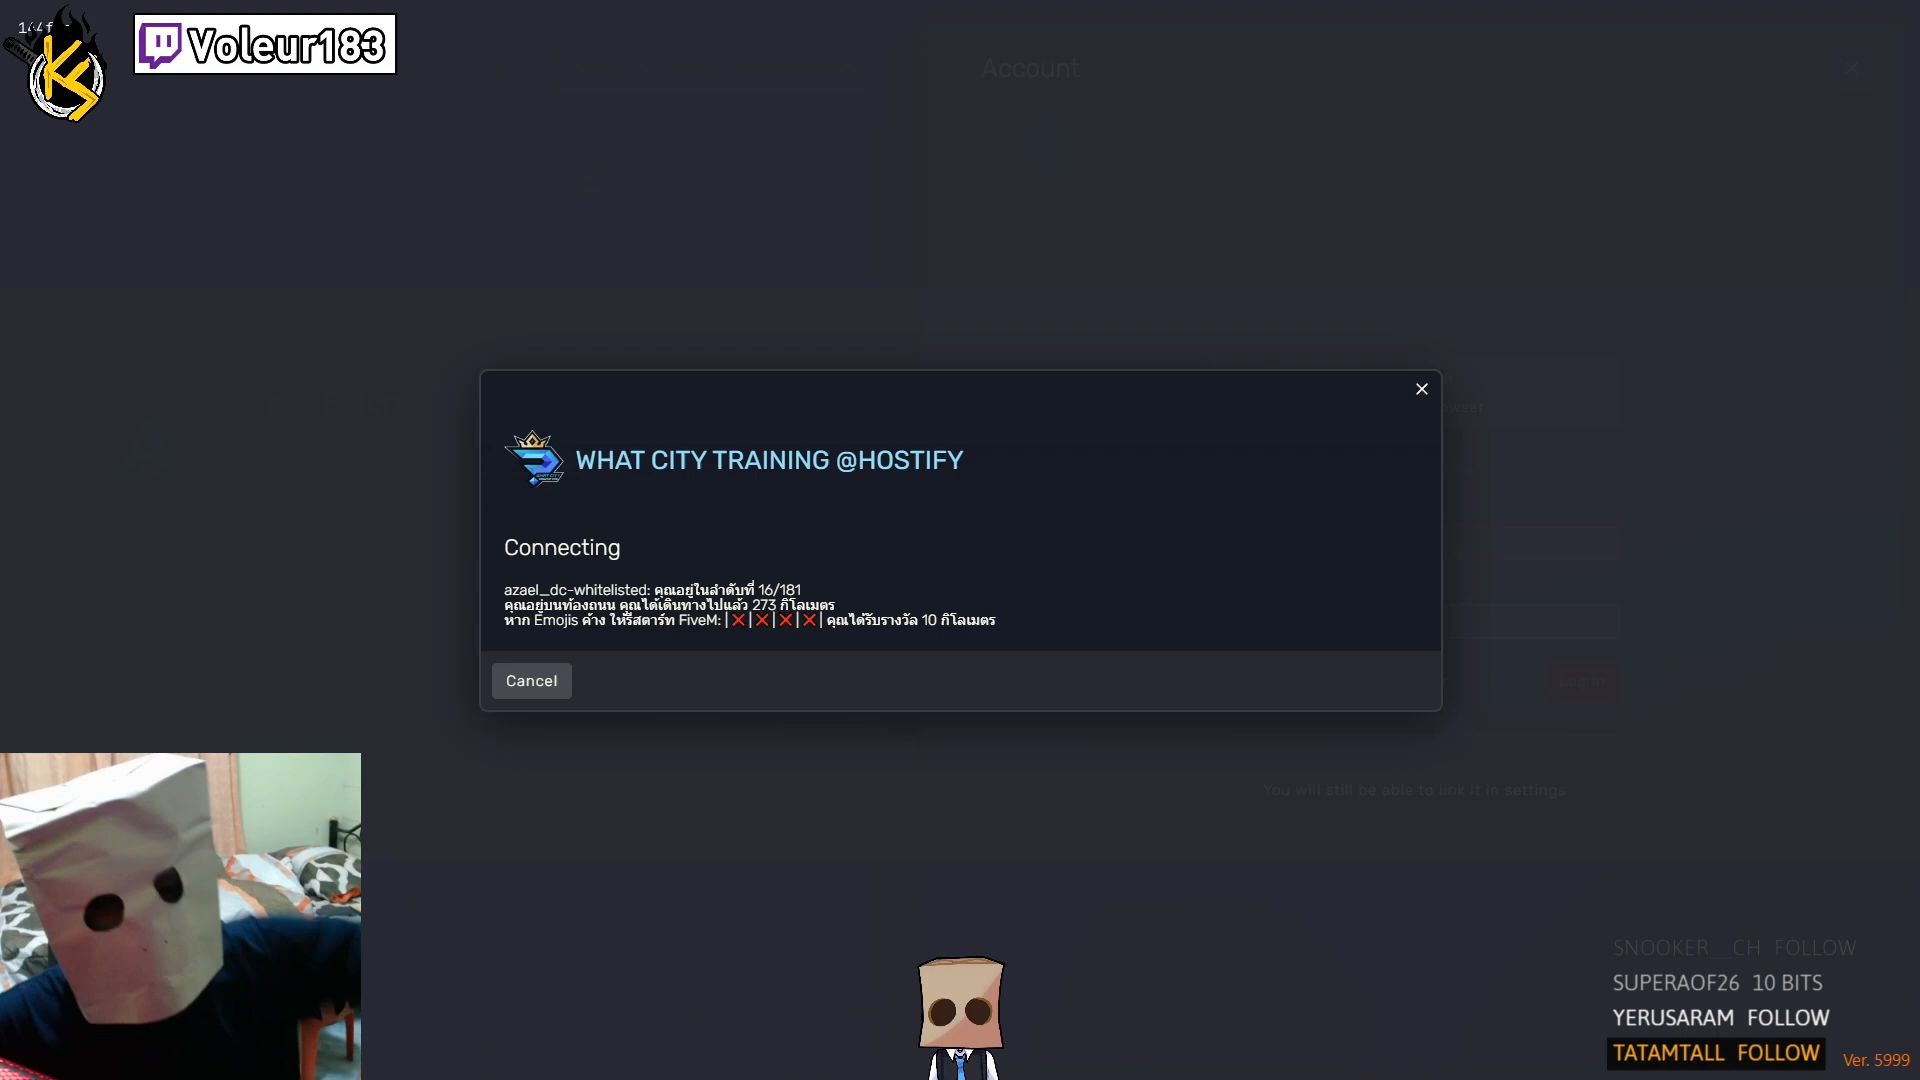 Voleur183
Account
WHAT CITY TRAINING @HOSTIFY
Connecting
azael_dc-whitelisted: คุณอยู่ในลำดับที่ 16/181
คุณอยู่บนท้องถนน คุณได้เดินทางไปแล้ว 273 กิโลเมตร
หาก Emojis ค้าง ให้รีสตาร์ท FiveM: |❌|❌|❌|❌| คุณได้รับรางวัล 10 กิโลเมตร
Cancel
You will still be able to link it in settings
SNOOKER__CH FOLLOW
SUPERAOF26 10 BITS
YERUSARAM FOLLOW
TATAMTALL FOLLOW
Ver. 5999